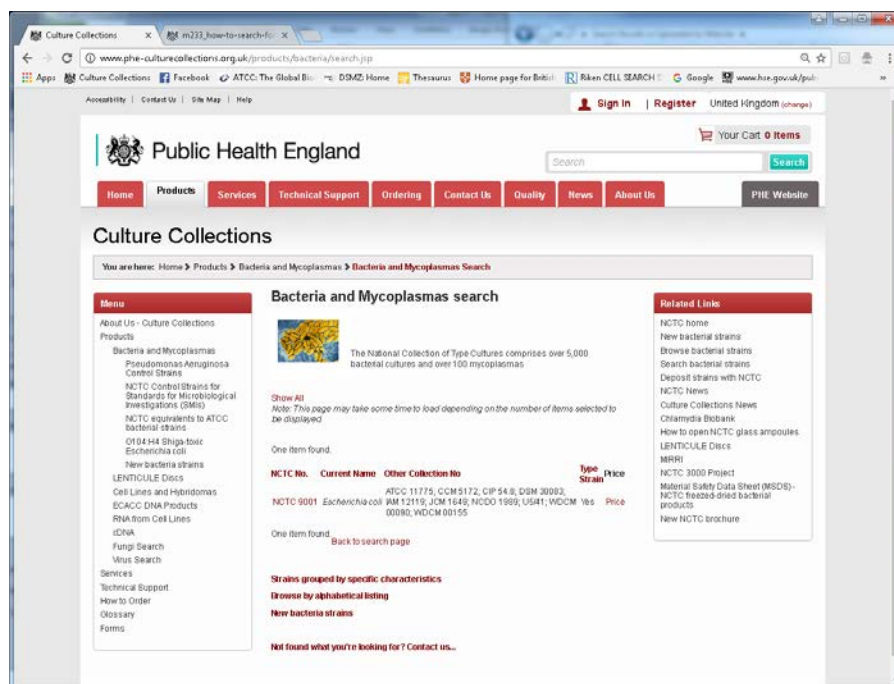 Culture Collections
m233_how-to-search-fo
www.phe-culturecollections.org.uk/products/bacteria/search.jsp
Apps Culture Collections Facebook ATCC: The Global Bio DSMZ: Home Thesaurus Home page for British Riken CELL SEARCH Google www.hse.gov.uk/pub
Accessibility | Contact Us | Site Map | Help
Sign In | Register United Kingdom (change)
Your Cart 0 Items
Public Health England
Search Search
Home Products Services Technical Support Ordering Contact Us Quality News About Us PHE Website
Culture Collections
You are here: Home > Products > Bacteria and Mycoplasmas > Bacteria and Mycoplasmas Search
Menu
About Us - Culture Collections
Products
Bacteria and Mycoplasmas
Pseudomonas Aeruginosa
Control Strains
NCTC Control Strains for
Standards for Microbiological
Investigations (SMIs)
NCTC equivalents to ATCC
bacterial strains
O104:H4 Shiga-toxic
Escherichia coli
New bacteria strains
LENTICULE Discs
Cell Lines and Hybridomas
ECACC DNA Products
RNA from Cell Lines
cDNA
Fungi Search
Virus Search
Services
Technical Support
How to Order
Glossary
Forms
Bacteria and Mycoplasmas search
The National Collection of Type Cultures comprises over 5,000
bacterial cultures and over 100 mycoplasmas
Show All
Note: This page may take some time to load depending on the number of items selected to
be displayed
One item found.
NCTC No. Current Name Other Collection No Type Strain Price
ATCC 11775; CCM 5172; CIP 54.8; DSM 30083;
NCTC 9001 Escherichia coli IAM 12119; JCM 1649; NCDO 1989; U5/41; WDCM Yes Price
00090; WDCM 00155
One item found.
Back to search page
Strains grouped by specific characteristics
Browse by alphabetical listing
New bacteria strains
Not found what you're looking for? Contact us...
Related Links
NCTC home
New bacterial strains
Browse bacterial strains
Search bacterial strains
Deposit strains with NCTC
NCTC News
Culture Collections News
Chlamydia Biobank
How to open NCTC glass ampoules
LENTICULE Discs
MIRRI
NCTC 3000 Project
Material Safety Data Sheet (MSDS)-
NCTC freezed-dried bacterial
products
New NCTC brochure